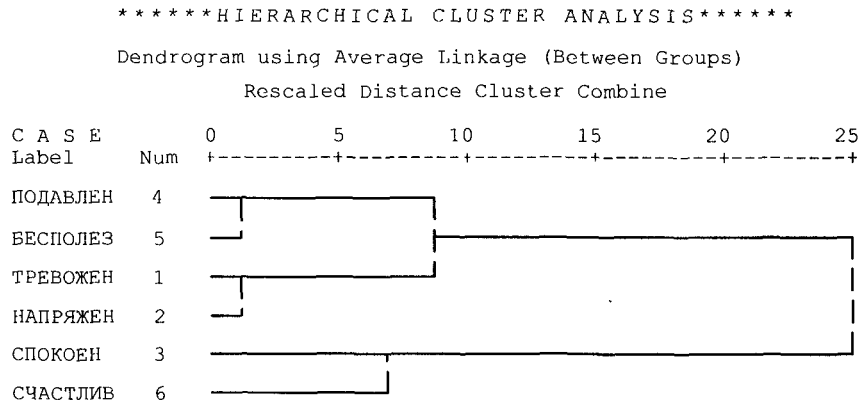 ******HIERARCHICAL CLUSTER ANALYSIS******
Dendrogram using Average Linkage (Between Groups)
Rescaled Distance Cluster Combine
C A S E 0 5 10 15 20 25
Label Num +---------+---------+---------+---------+---------+
ПОДАВЛЕН 4
БЕСПОЛЕЗ 5
ТРЕВОЖЕН 1
НАПРЯЖЕН 2
СПОКОЕН 3
СЧАСТЛИВ 6